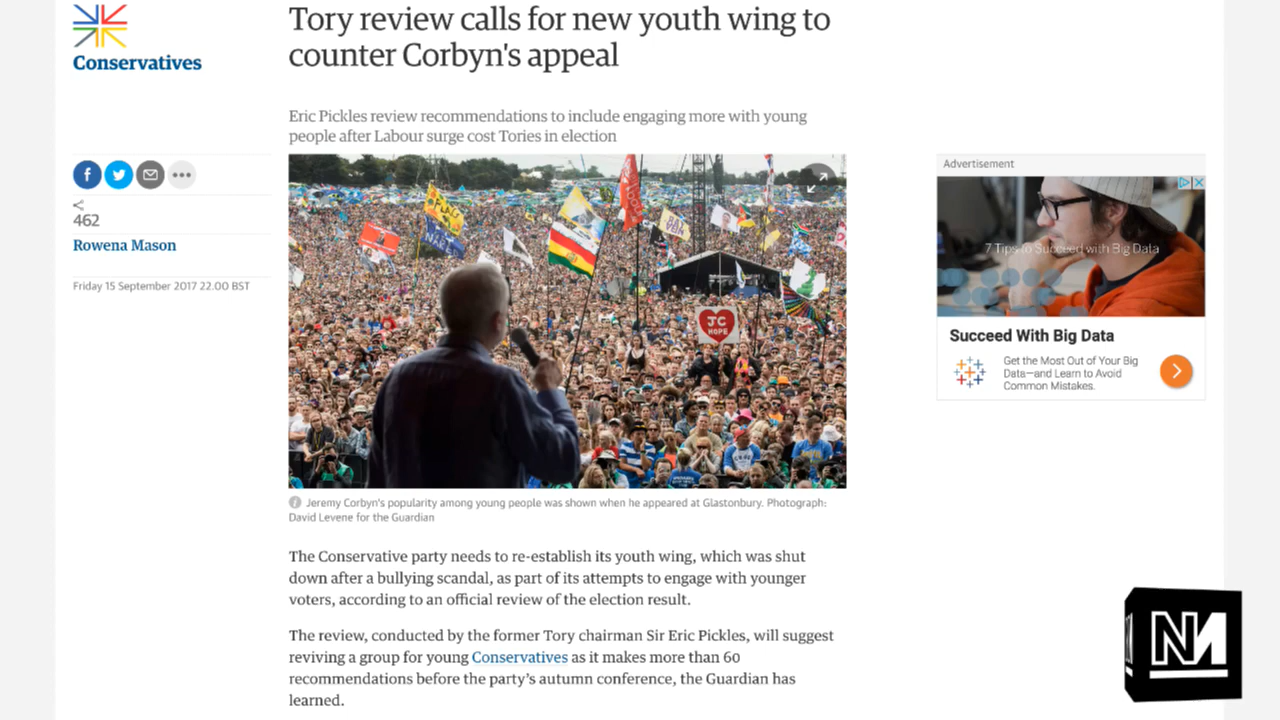 Tory review calls for new youth wing to
counter Corbyn's appeal
Conservatives
Eric Pickles review recommendations to include engaging more with young
people after Labour surge cost Tories in election
462
Rowena Mason
Friday 15 September 2017 22.00 BST
JC
HOPE
Jeremy Corbyn's popularity among young people was shown when he appeared at Glastonbury. Photograph:
David Levene for the Guardian
The Conservative party needs to re-establish its youth wing, which was shut
down after a bullying scandal, as part of its attempts to engage with younger
voters, according to an official review of the election result.
The review, conducted by the former Tory chairman Sir Eric Pickles, will suggest
reviving a group for young Conservatives as it makes more than 60
recommendations before the party's autumn conference, the Guardian has
learned.
Advertisement
7 Tips to Succeed with Big Data
Succeed With Big Data
Get the Most Out of Your Big
Data—and Learn to Avoid
Common Mistakes.
NM